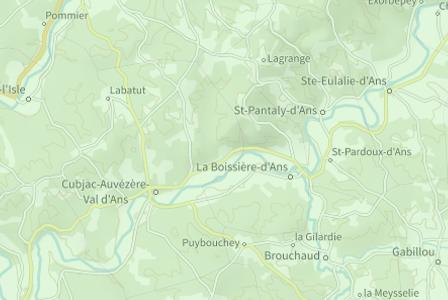 Exorbepey
Pommier
Lagrange
Ste-Eulalie-d'Ans
-l'Isle
Labatut
St-Pantaly-d'Ans
St-Pardoux-d'Ans
La Boissière-d'Ans
Cubjac-Auvézère-
Val d'Ans
Puybouchey
la Gilardie
Brouchaud
Gabillou
la Meysselie